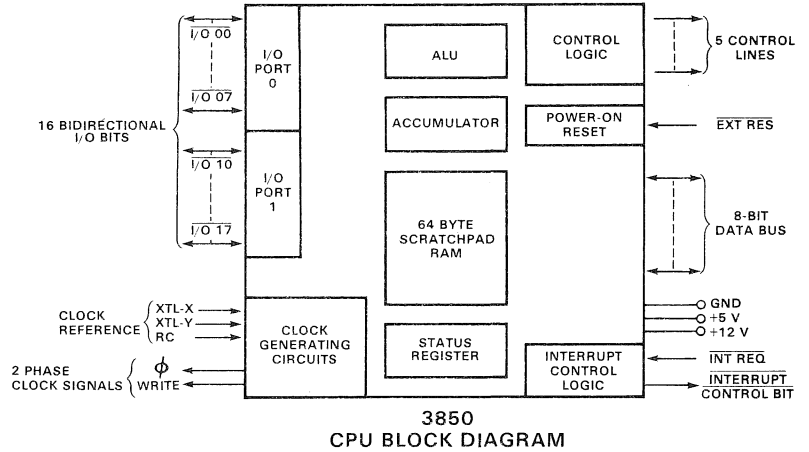 I/O 00
I/O 07
16 BIDIRECTIONAL
I/O BITS
I/O 10
I/O 17
I/O
PORT
0
I/O
PORT
1
ALU
ACCUMULATOR
64 BYTE
SCRATCHPAD
RAM
STATUS
REGISTER
CONTROL
LOGIC
5 CONTROL
LINES
POWER-ON
RESET
EXT RES
8-BIT
DATA BUS
GND
+5 V
+12 V
CLOCK
REFERENCE
XTL-X
XTL-Y
RC
CLOCK
GENERATING
CIRCUITS
2 PHASE
CLOCK SIGNALS
ϕ
WRITE
INTERRUPT
CONTROL
LOGIC
INT REQ
INTERRUPT
CONTROL BIT
3850
CPU BLOCK DIAGRAM